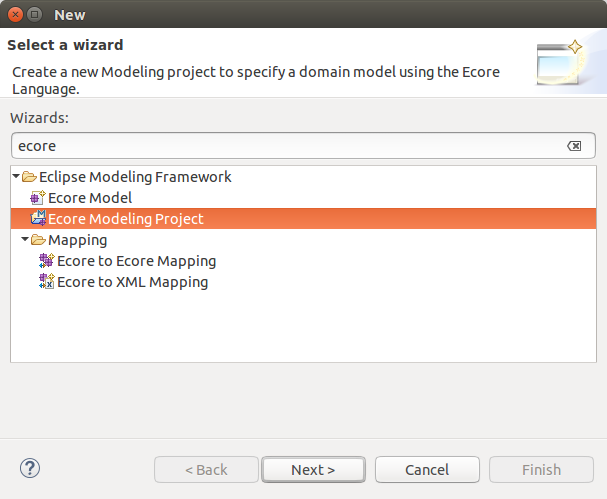 New
Select a wizard
Create a new Modeling project to specify a domain model using the Ecore
Language.
Wizards:
ecore
Eclipse Modeling Framework
Ecore Model
Ecore Modeling Project
Mapping
Ecore to Ecore Mapping
Ecore to XML Mapping
?
< Back
Next >
Cancel
Finish